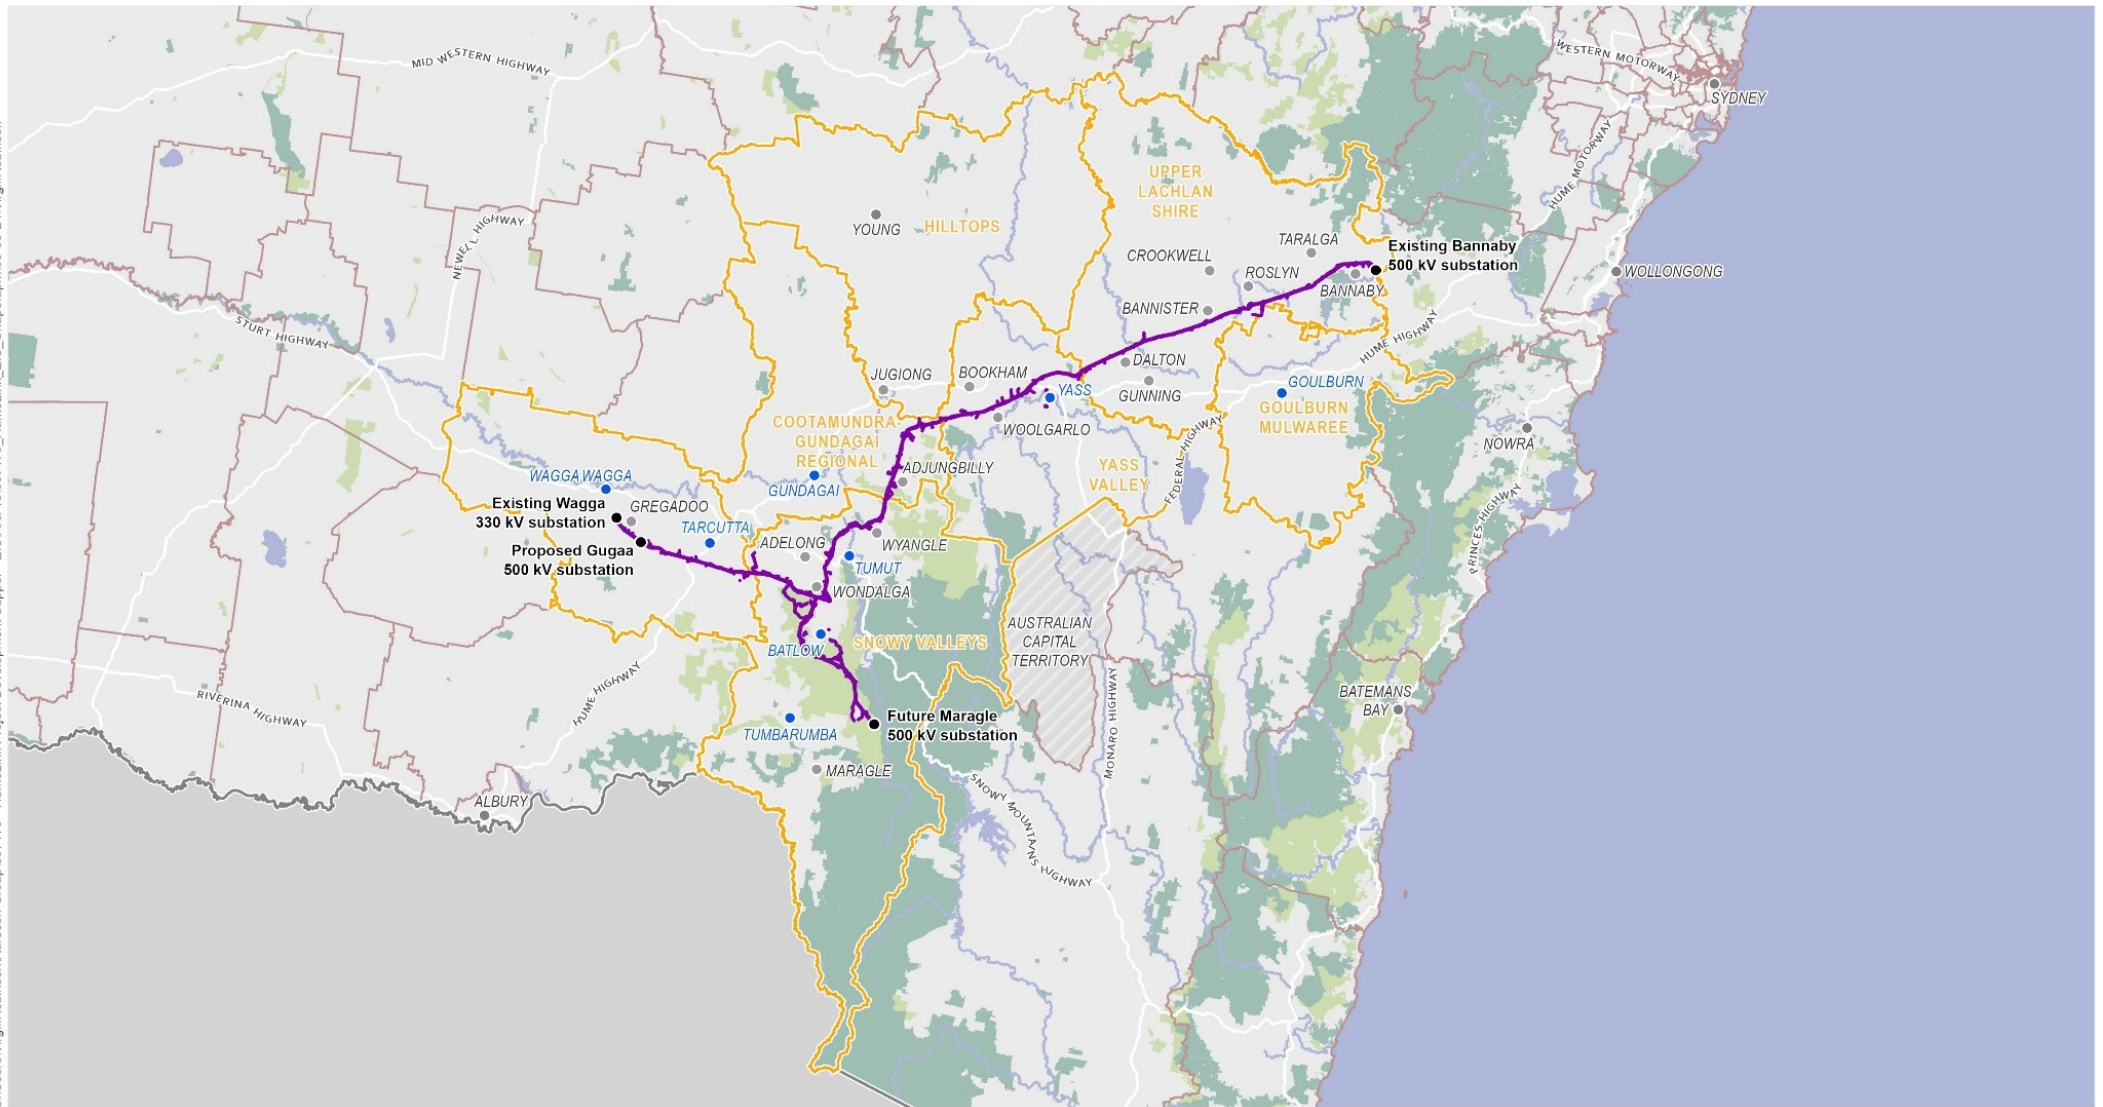 MID WESTERN HIGHWAY
WESTERN MOTORWAY
SYDNEY
HUME MOTORWAY
UPPER
LACHLAN
SHIRE
YOUNG
HILLTOPS
NEWELL HIGHWAY
TARALGA
CROOKWELL
Existing Bannaby
500 kV substation
ROSLYN
WOLLONGONG
BANNABY
BANNISTER
STURT HIGHWAY
HUME HIGHWAY
DALTON
JUGIONG
BOOKHAM
YASS
GUNNING
GOULBURN
GOULBURN
MULWAREE
COOTAMUNDRA-
GUNDAGAI
REGIONAL
WOOLGARLO
FEDERAL HIGHWAY
NOWRA
ADJUNGBILLY
YASS
VALLEY
WAGGA WAGGA
GUNDAGAI
Existing Wagga
330 kV substation
GREGADOO
TARCUTTA
PRINCES HIGHWAY
ADELONG
WYANGLE
Proposed Gugaa
500 kV substation
TUMUT
WONDALGA
AUSTRALIAN
CAPITAL
TERRITORY
SNOWY VALLEYS
BATLOW
HUME HIGHWAY
RIVERINA HIGHWAY
MONARO HIGHWAY
BATEMANS
BAY
Future Maragle
500 kV substation
TUMBARUMBA
MARAGLE
SNOWY MOUNTAINS HIGHWAY
ALBURY